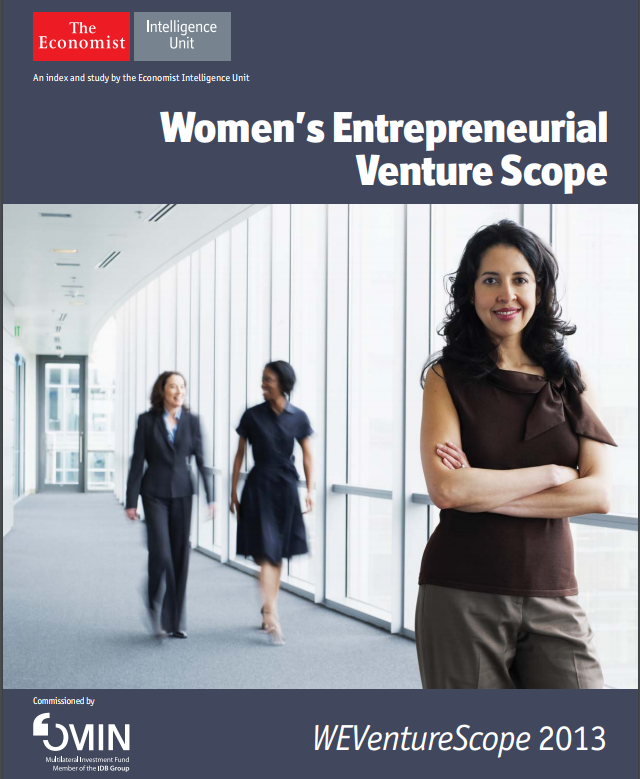 The
Economist
Intelligence
Unit
An index and study by the Economist Intelligence Unit
Women's Entrepreneurial
Venture Scope
Commissioned by
OMIN
Multilateral Investment Fund
Member of the IDB Group
WEVentureScope 2013